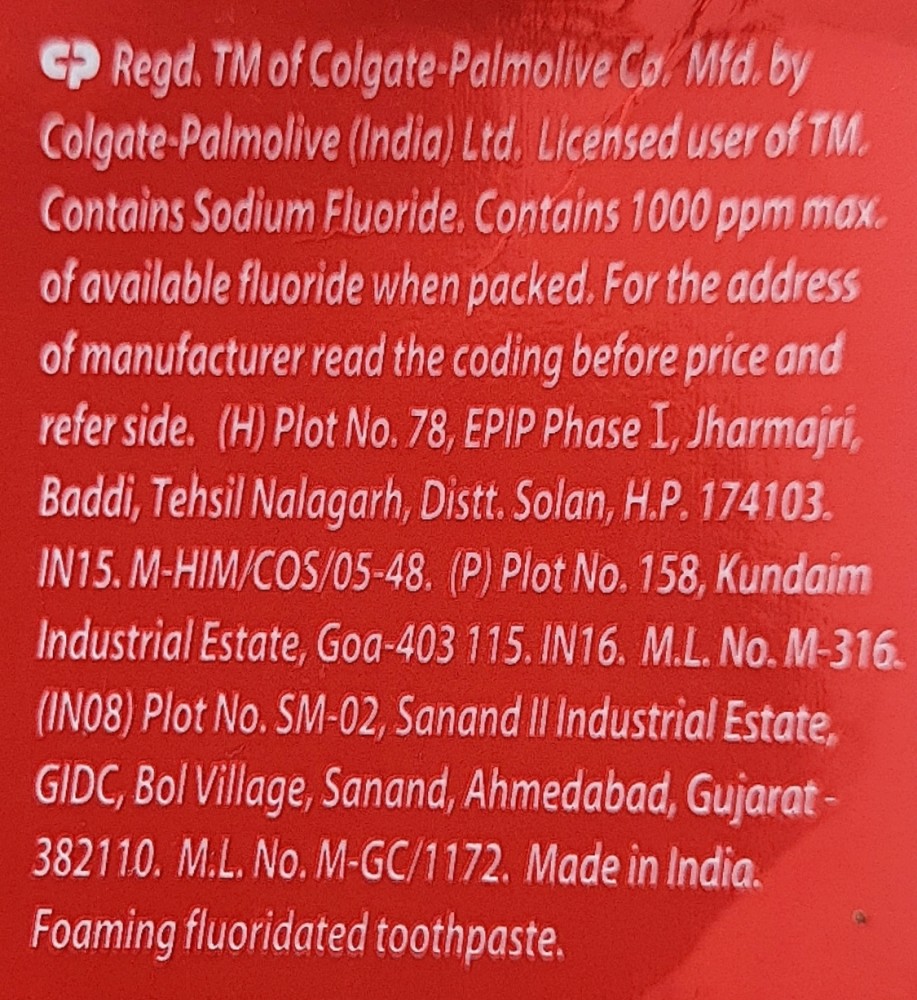 CP Regd. TM of Colgate-Palmolive Co. Mfd. by
Colgate-Palmolive (India) Ltd. Licensed user of TM.
Contains Sodium Fluoride. Contains 1000 ppm max.
of available fluoride when packed. For the address
of manufacturer read the coding before price and
refer side. (H) Plot No. 78, EPIP Phase I, Jharmajri,
Baddi, Tehsil Nalagarh, Distt. Solan, H.P. 174103.
IN15. M-HIM/COS/05-48. (P) Plot No. 158, Kundaim
Industrial Estate, Goa-403 115. IN16. M.L. No. M-316.
(IN08) Plot No. SM-02, Sanand II Industrial Estate,
GIDC, Bol Village, Sanand, Ahmedabad, Gujarat -
382110. M.L. No. M-GC/1172. Made in India.
Foaming fluoridated toothpaste.